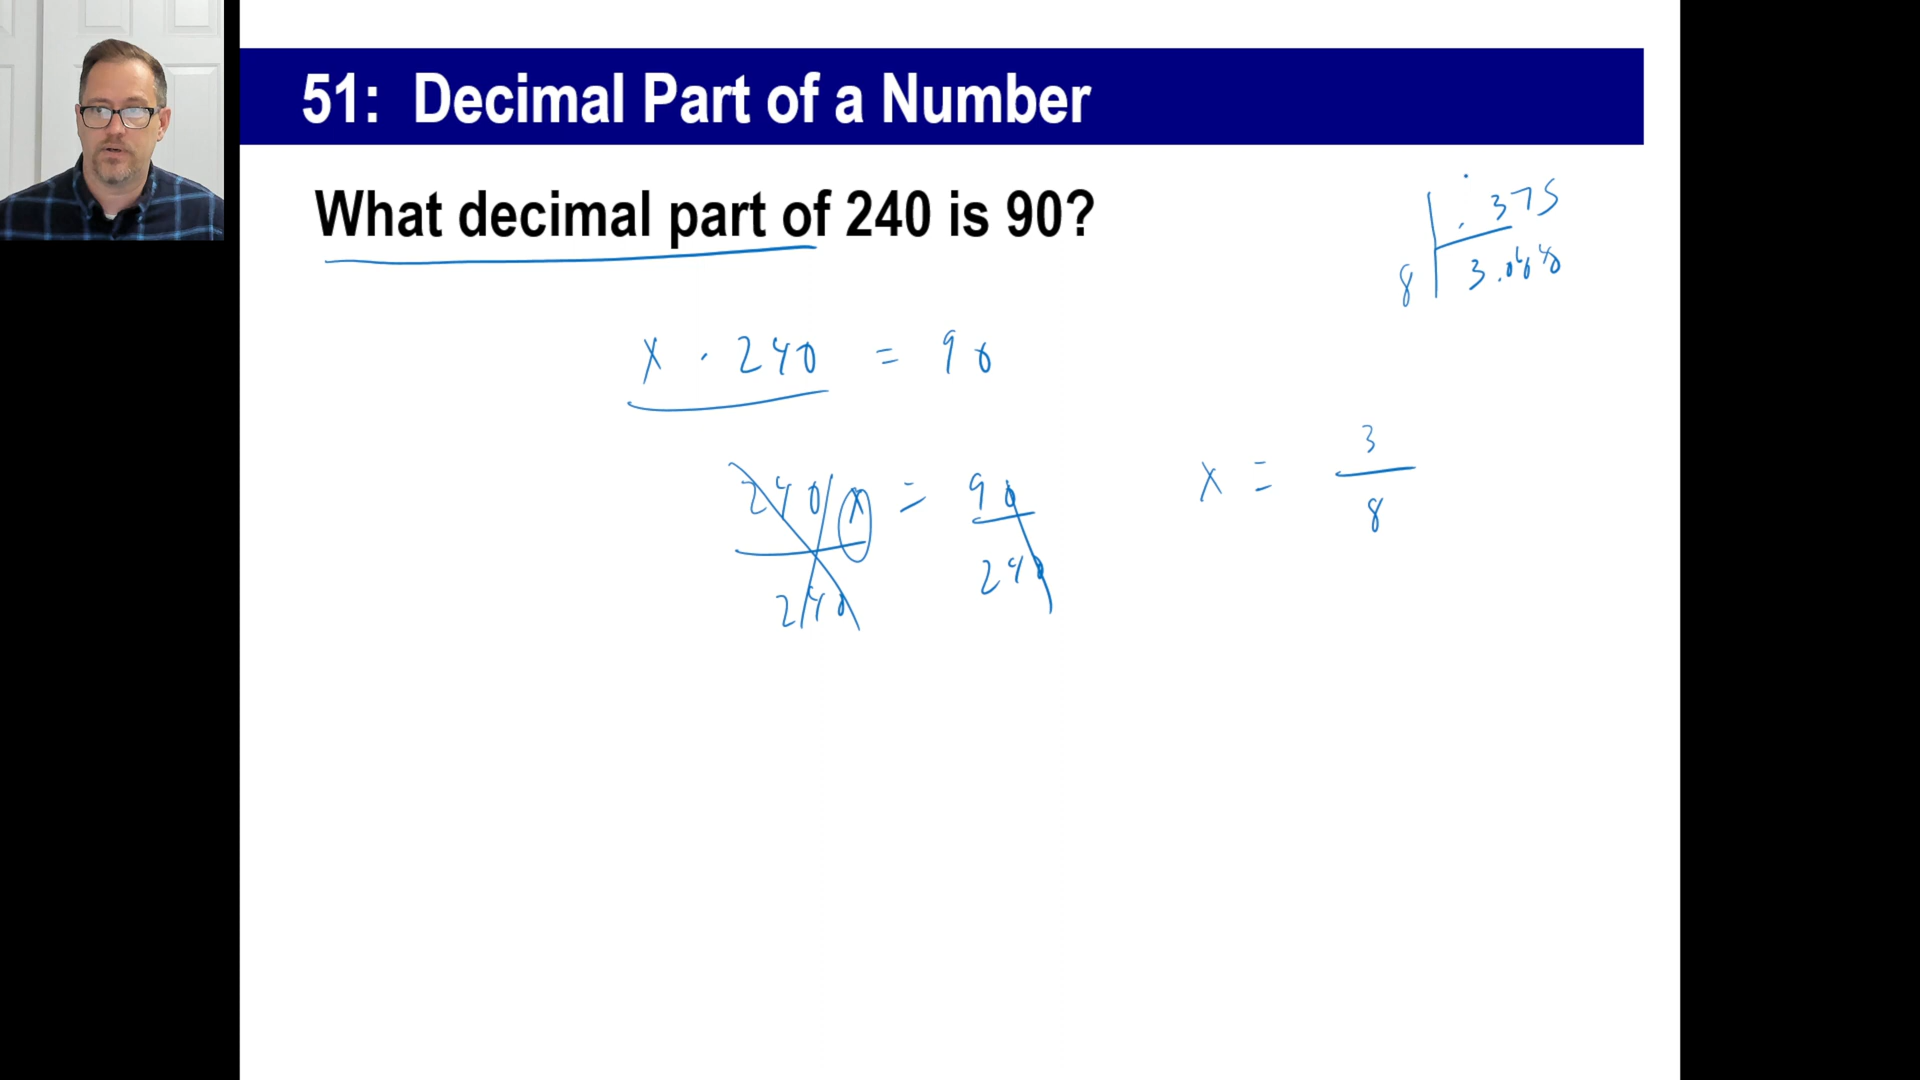 51: Decimal Part of a Number
What decimal part of 240 is 90?
.375
8 3.000
x · 240 = 90
240 x = 90
240 240
x = 3
8